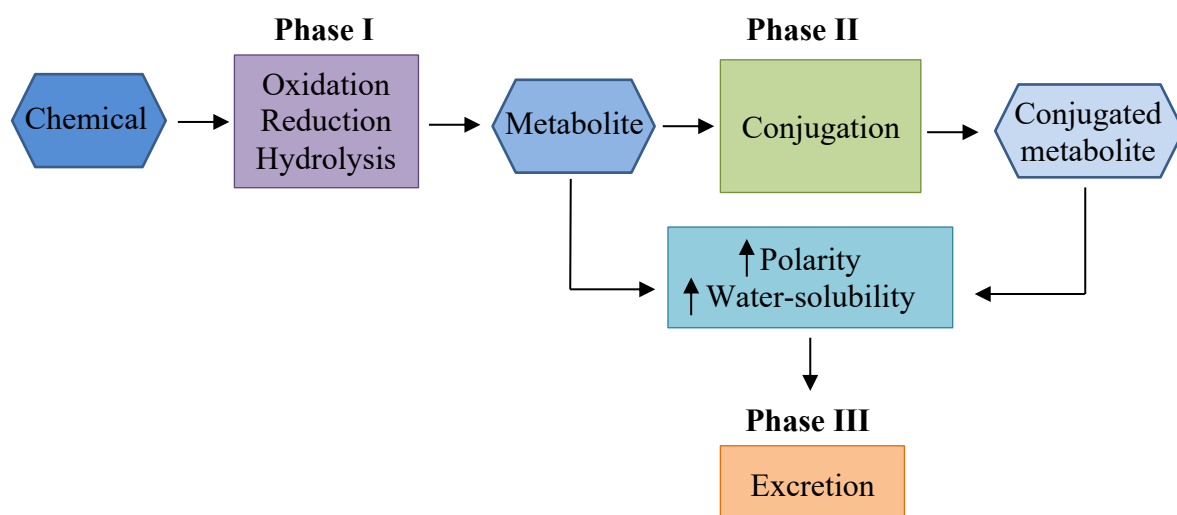 Phase I
Phase II
Chemical
Oxidation
Reduction
Hydrolysis
Metabolite
Conjugation
Conjugated
metabolite
Polarity
Water-solubility
Phase III
Excretion